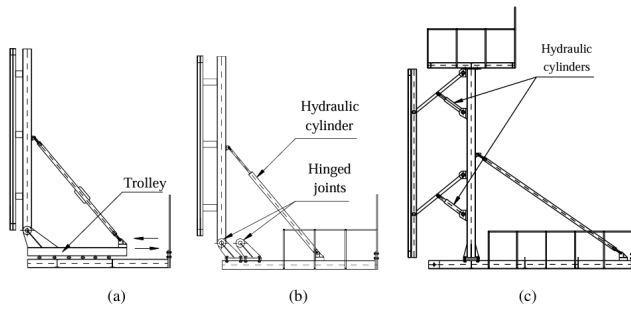 Trolley
(a)
Hydraulic
cylinder
Hinged
joints
(b)
Hydraulic
cylinders
(c)